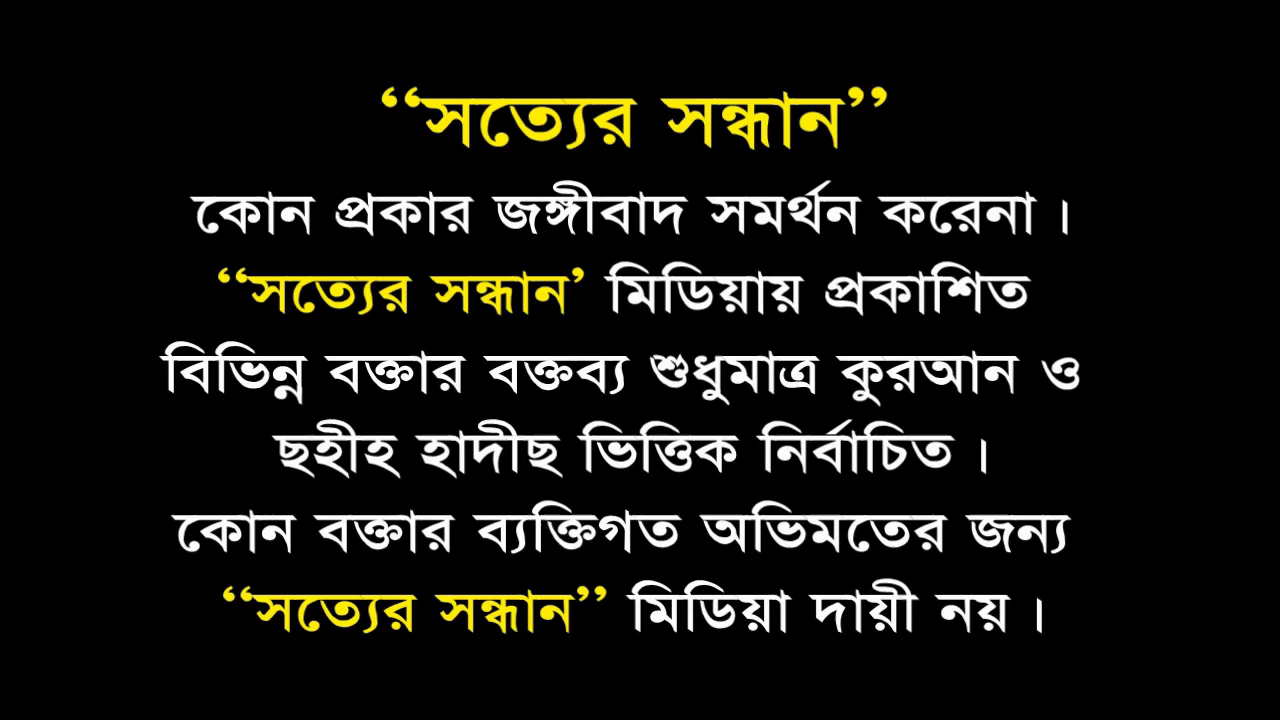 ‘‘সত্যের সন্ধান’’
কোন প্রকার জঙ্গীবাদ সমর্থন করেনা।
‘‘সত্যের সন্ধান’ মিডিয়ায় প্রকাশিত
বিভিন্ন বক্তার বক্তব্য শুধুমাত্র কুরআন ও
ছহীহ হাদীছ ভিত্তিক নির্বাচিত।
কোন বক্তার ব্যক্তিগত অভিমতের জন্য
‘‘সত্যের সন্ধান’’ মিডিয়া দায়ী নয়।